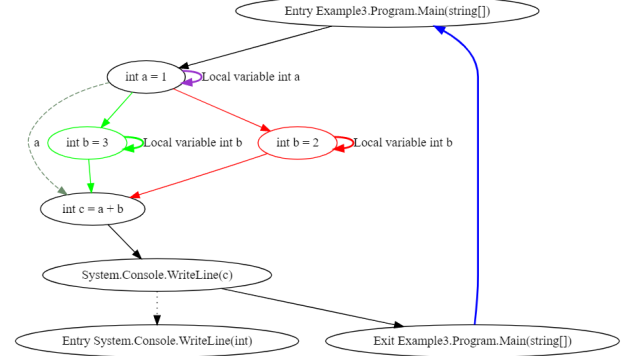 Entry Example3.Program.Main(string[])
int a = 1
Local variable int a
a
int b = 3
Local variable int b
int b = 2
Local variable int b
int c = a + b
System.Console.WriteLine(c)
Entry System.Console.WriteLine(int)
Exit Example3.Program.Main(string[])